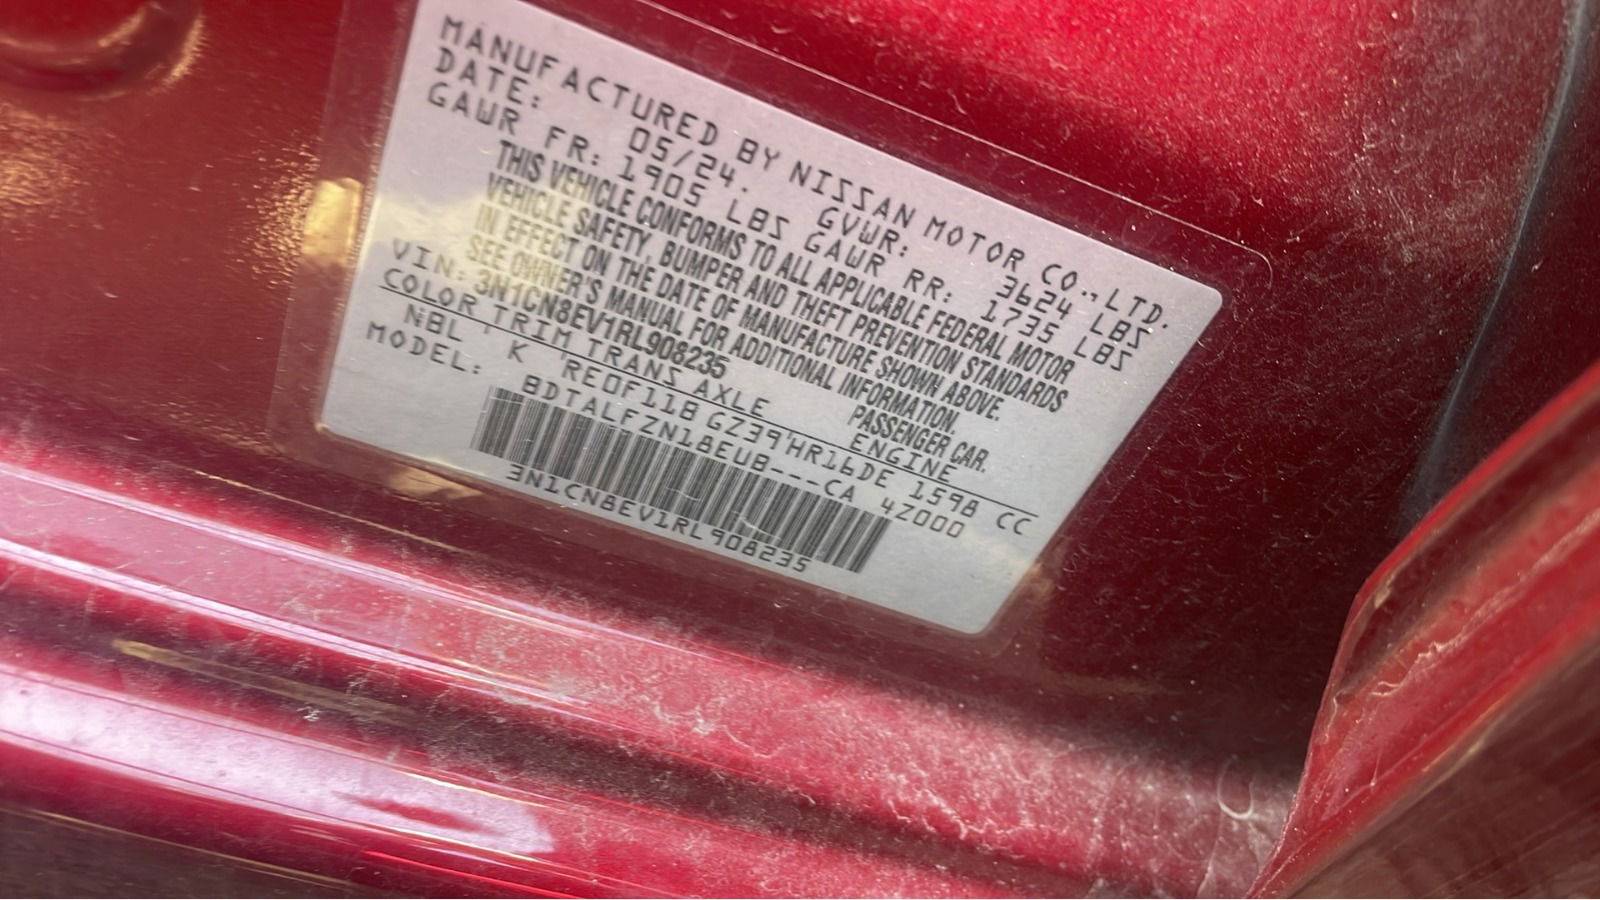 MANUFACTURED BY NISSAN MOTOR CO.,LTD.
DATE: 05/24. GVWR: 3624 LBS
GAWR FR: 1905 LBS GAWR RR: 1735 LBS
THIS VEHICLE CONFORMS TO ALL APPLICABLE FEDERAL MOTOR
VEHICLE SAFETY, BUMPER AND THEFT PREVENTION STANDARDS
IN EFFECT ON THE DATE OF MANUFACTURE SHOWN ABOVE.
SEE OWNER'S MANUAL FOR ADDITIONAL INFORMATION.
VIN: 3N1CN8EV1RL908235 PASSENGER CAR.
COLOR TRIM TRANS AXLE ENGINE
NBL K RE0F11B GZ39 HR16DE 1598 CC
MODEL: BDTALFZN18EUB---CA 4Z000
3N1CN8EV1RL908235